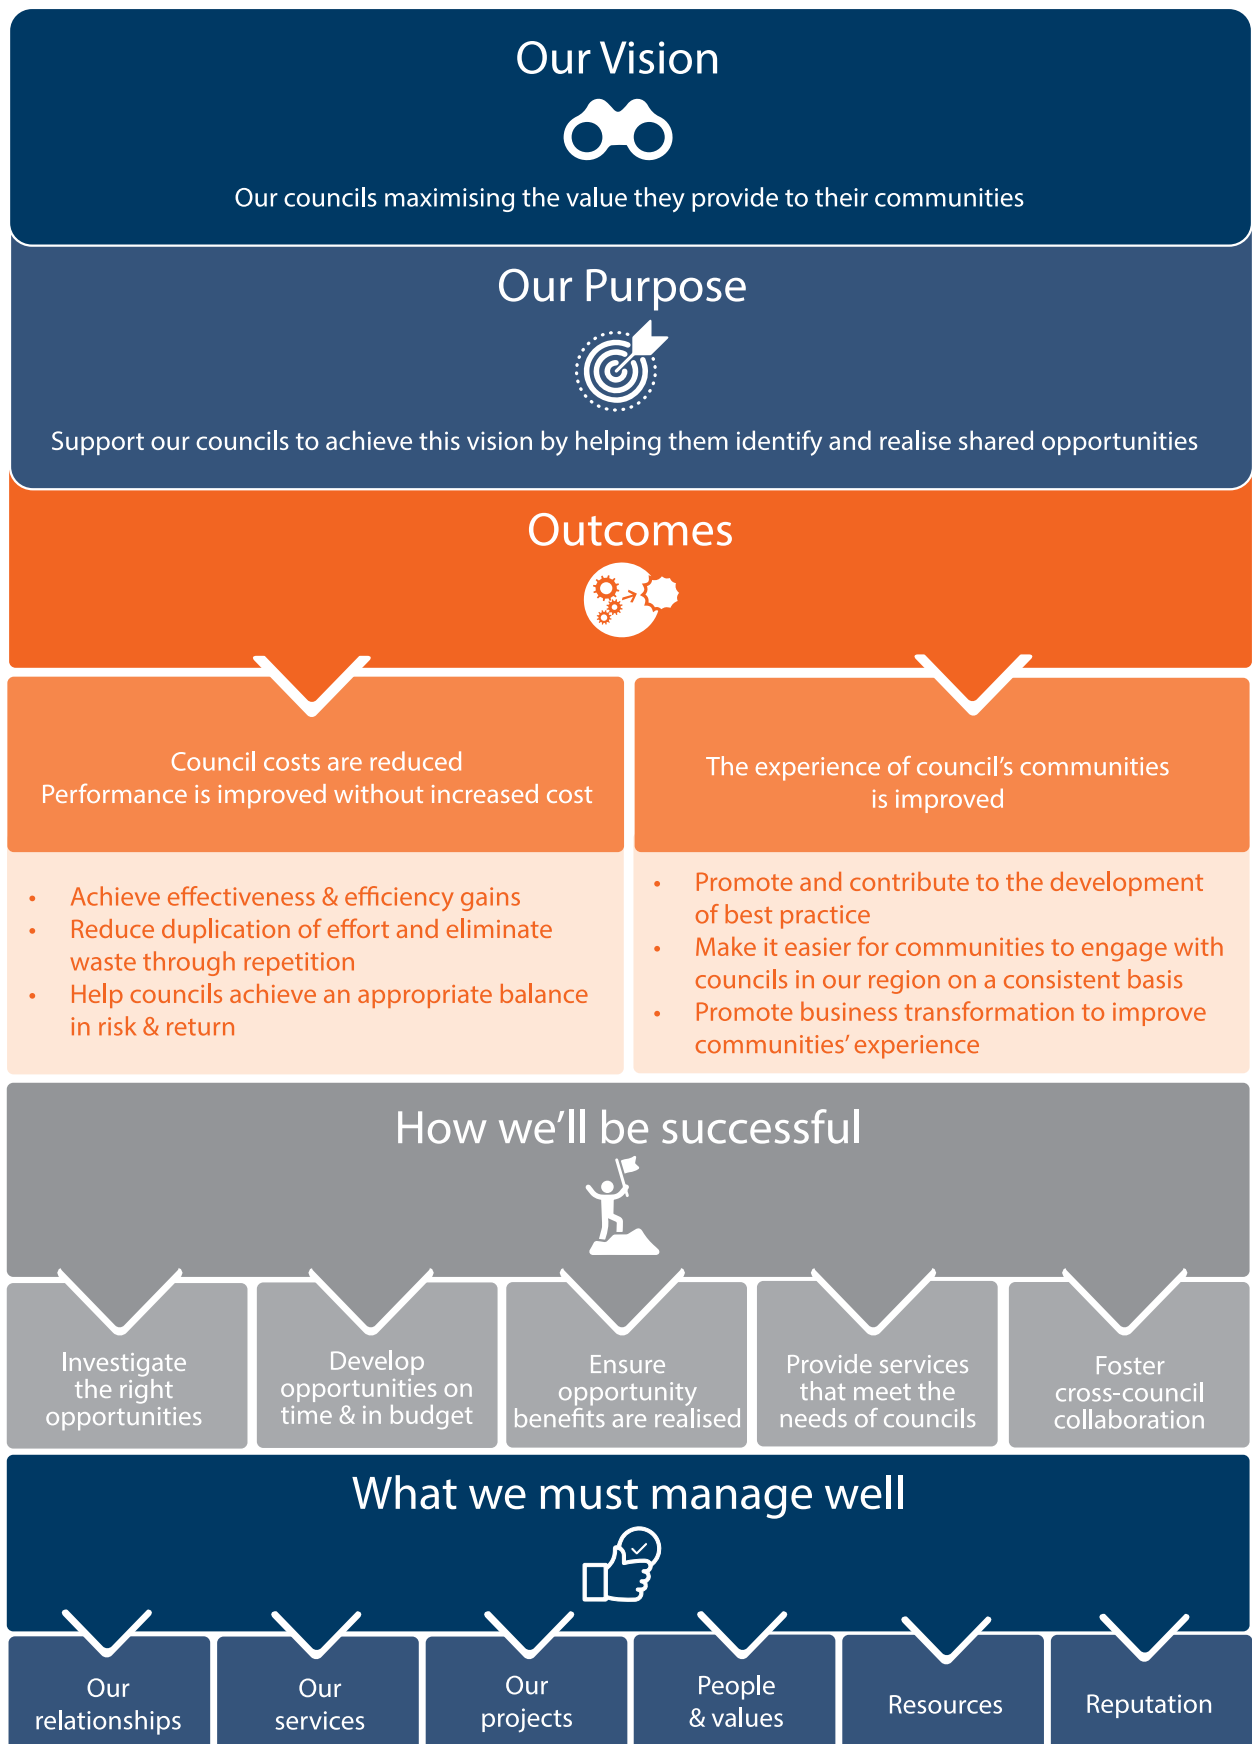 Our Vision
Our councils maximising the value they provide to their communities
Our Purpose
Support our councils to achieve this vision by helping them identify and realise shared opportunities
Outcomes
Council costs are reduced
Performance is improved without increased cost
• Achieve effectiveness & efficiency gains
• Reduce duplication of effort and eliminate
waste through repetition
• Help councils achieve an appropriate balance
in risk & return
The experience of council’s communities
is improved
• Promote and contribute to the development
of best practice
• Make it easier for communities to engage with
councils in our region on a consistent basis
• Promote business transformation to improve
communities’ experience
How we’ll be successful
Investigate
the right
opportunities
Develop
opportunities on
time & in budget
Ensure
opportunity
benefits are realised
Provide services
that meet the
needs of councils
Foster
cross-council
collaboration
What we must manage well
Our
relationships
Our
services
Our
projects
People
& values
Resources
Reputation